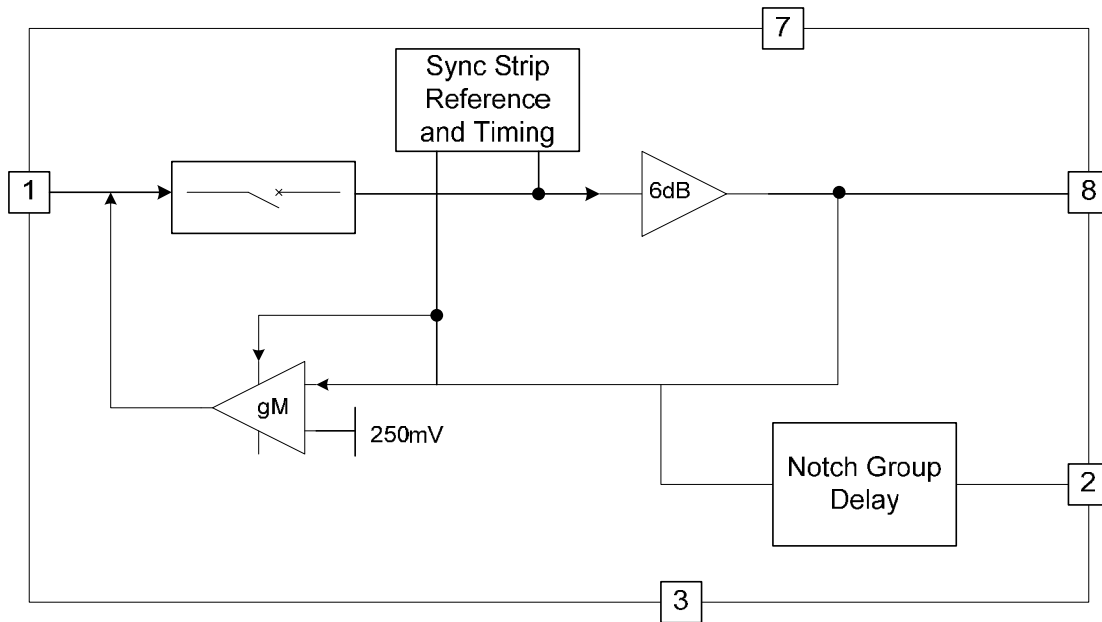 7
Sync Strip
Reference
and Timing
1
6dB
8
gM
250mV
Notch Group
Delay
2
3